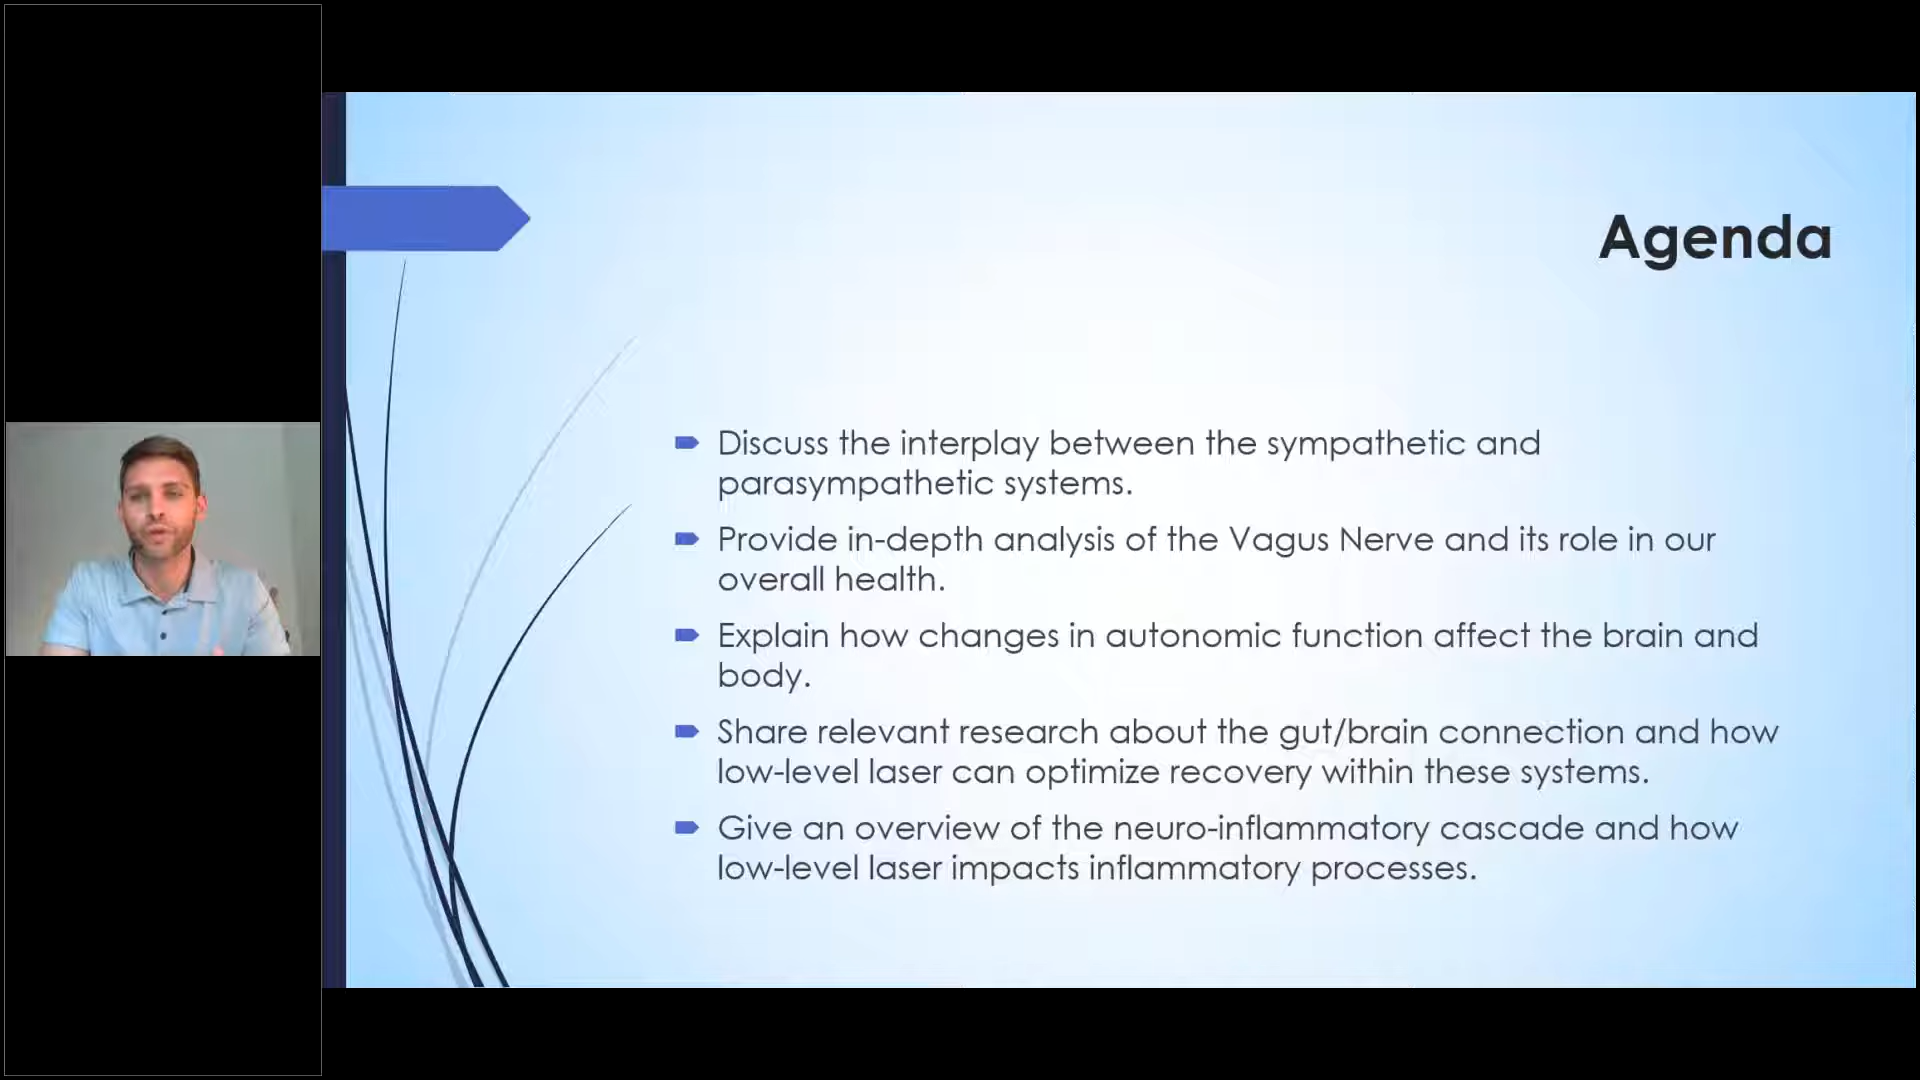 Agenda
Discuss the interplay between the sympathetic and
parasympathetic systems.
Provide in-depth analysis of the Vagus Nerve and its role in our
overall health.
Explain how changes in autonomic function affect the brain and
body.
Share relevant research about the gut/brain connection and how
low-level laser can optimize recovery within these systems.
Give an overview of the neuro-inflammatory cascade and how
low-level laser impacts inflammatory processes.